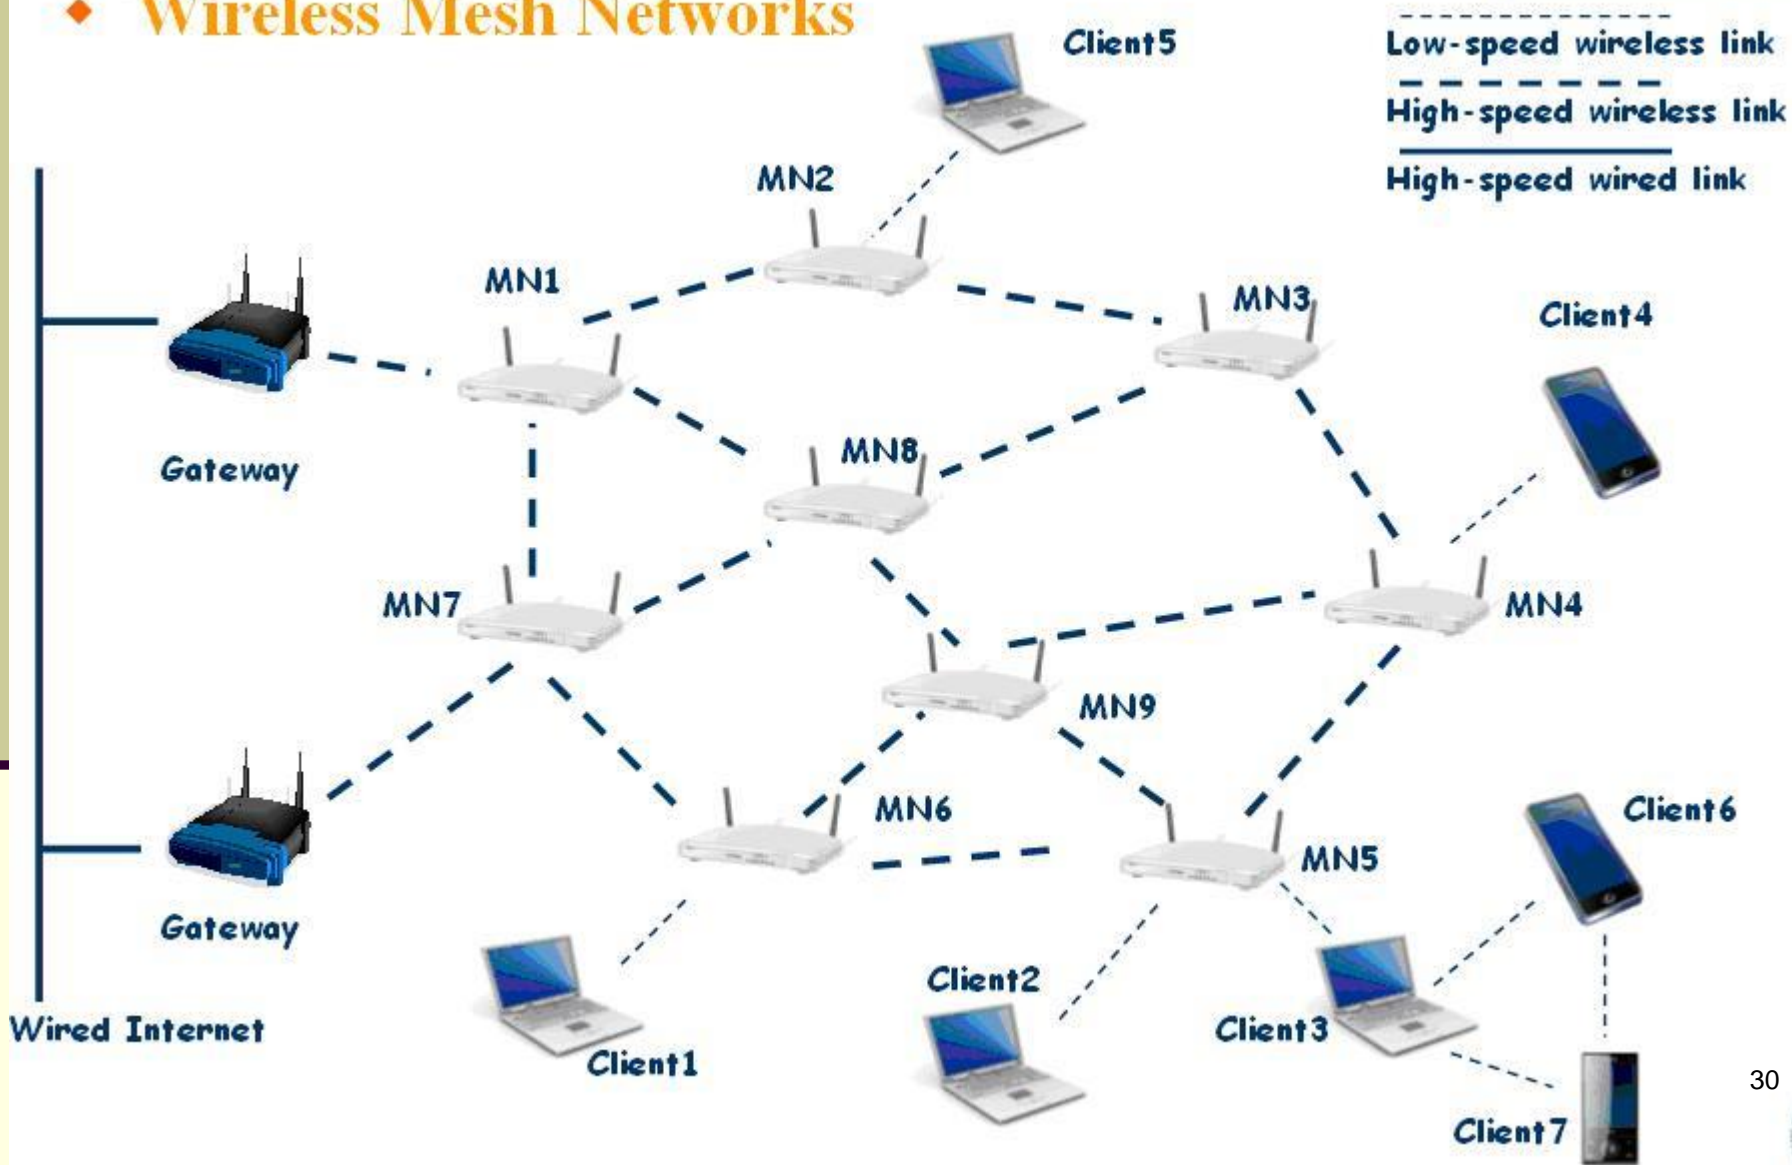 Wireless Mesh Networks
Client5
Low-speed wireless link
High-speed wireless link
High-speed wired link
MN2
MN1
MN3
Client4
MN8
Gateway
MN7
MN4
MN9
MN6
Client6
MN5
Gateway
Client2
Wired Internet
Client3
Client1
30
Client7